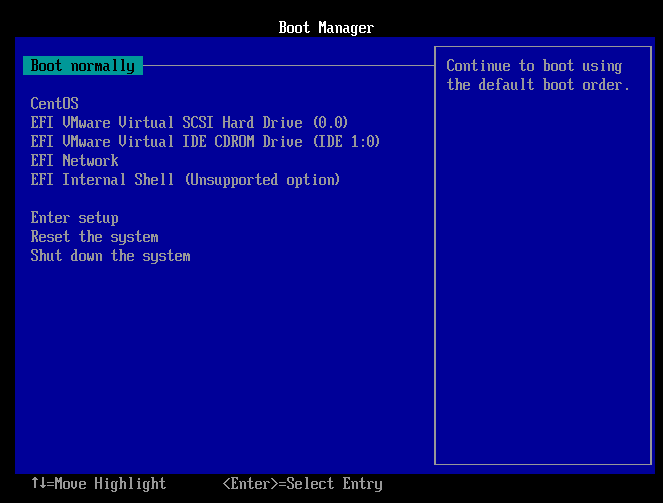 Boot Manager
Boot normally
Continue to boot using
the default boot order.
CentOS
EFI VMware Virtual SCSI Hard Drive (0.0)
EFI VMware Virtual IDE CDROM Drive (IDE 1:0)
EFI Network
EFI Internal Shell (Unsupported option)
Enter setup
Reset the system
Shut down the system
↑↓=Move Highlight <Enter>=Select Entry